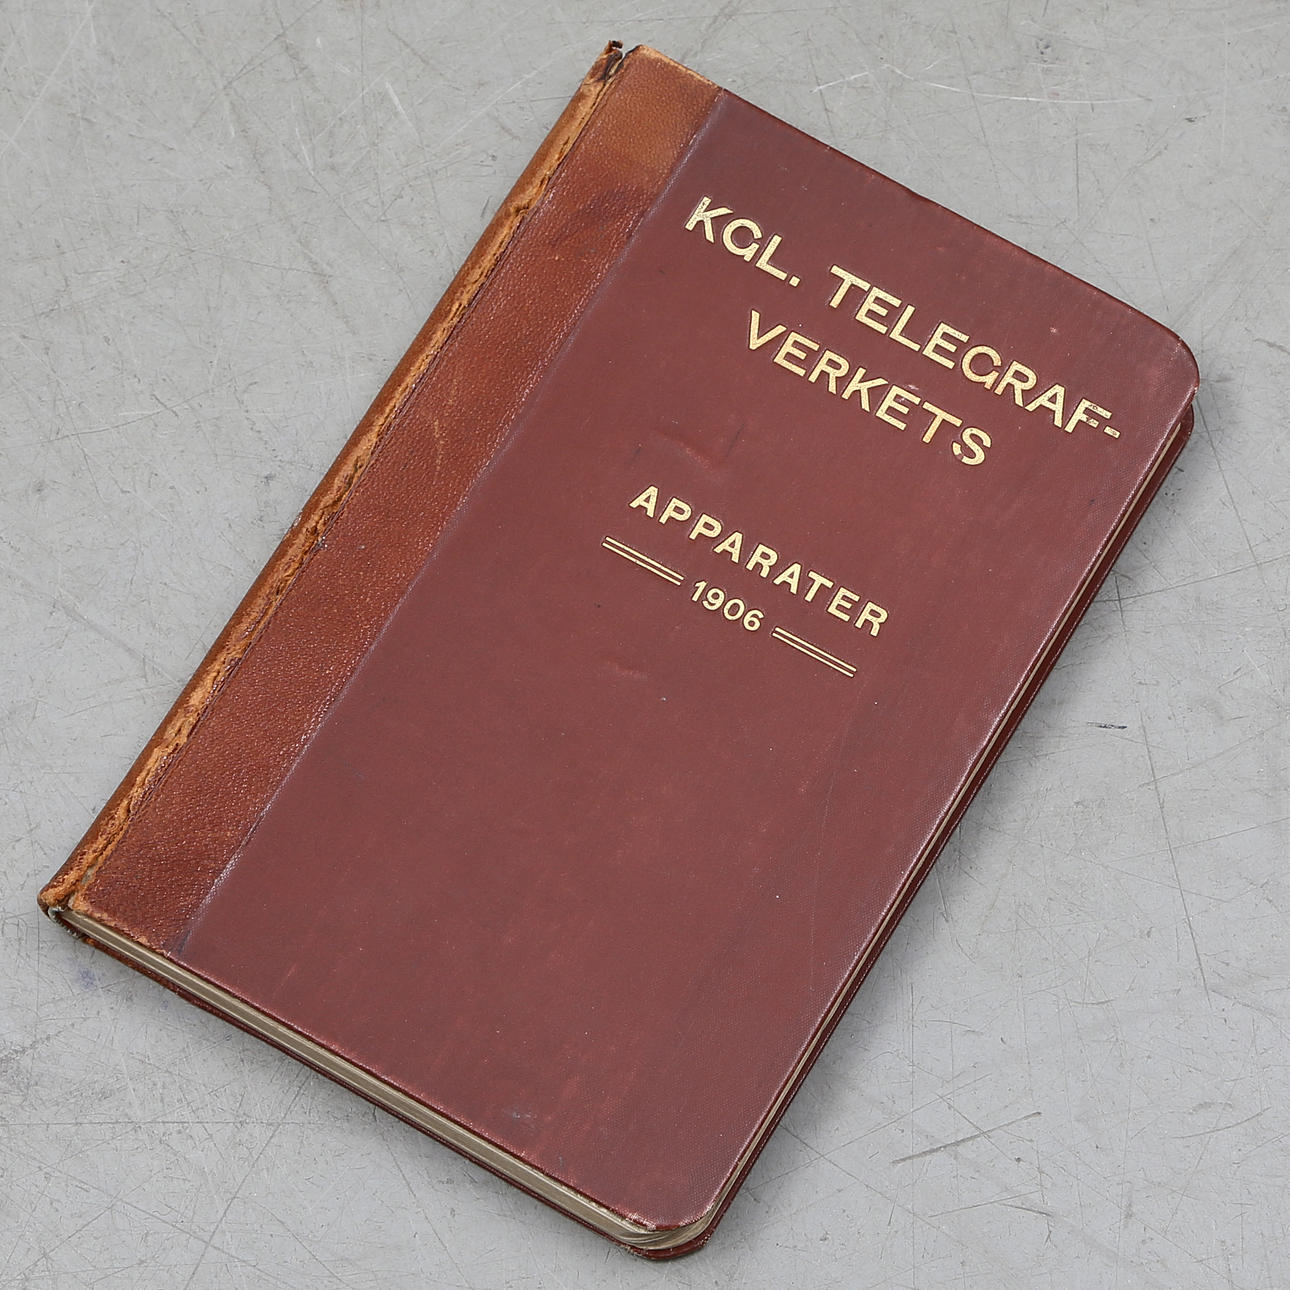 KGL. TELEGRAF-
VERKETS
APPARATER
1906